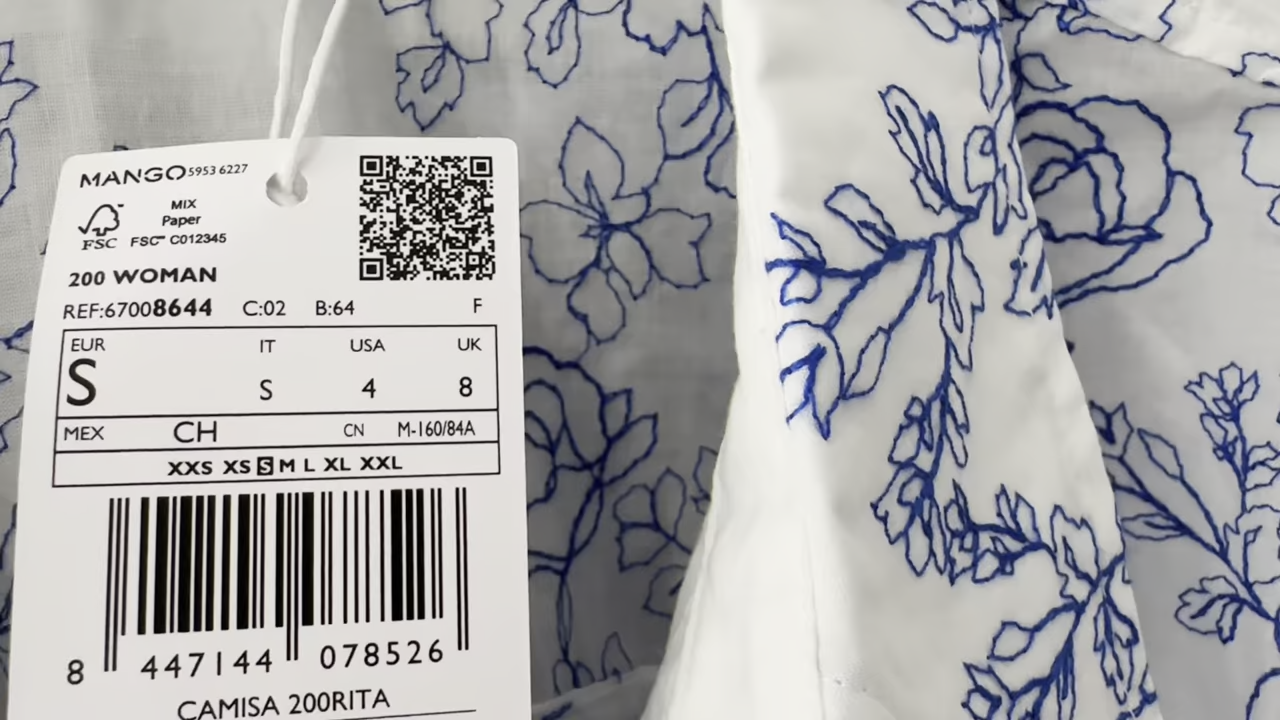 MANGO 5953 6227
MIX
Paper
FSC FSC™ C012345
200 WOMAN
REF:67008644 C:02 B:64 F
EUR IT USA UK
S S 4 8
MEX CH CN M-160/84A
XXS XS S M L XL XXL
8 447144 078526
CAMISA 200RITA